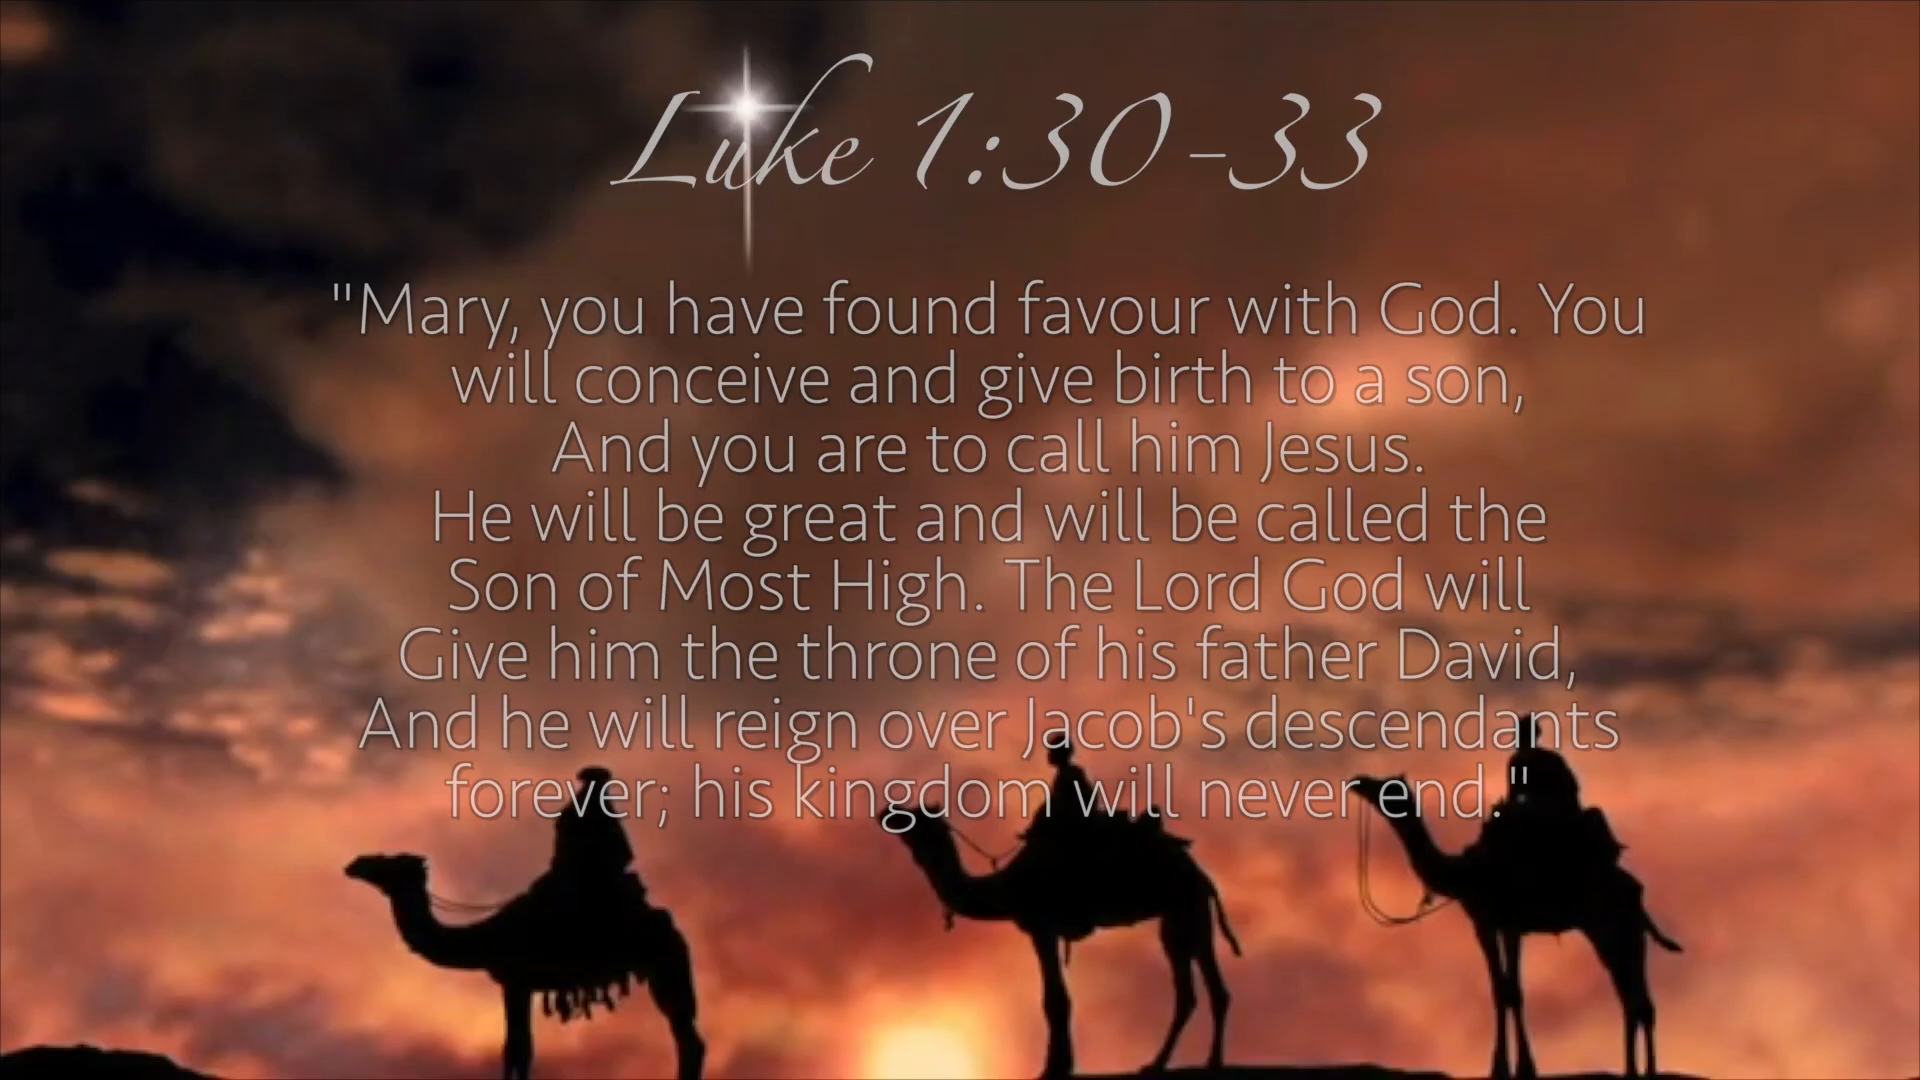 Luke 1:30-33
"Mary, you have found favour with God. You
will conceive and give birth to a son,
And you are to call him Jesus.
He will be great and will be called the
Son of Most High. The Lord God will
Give him the throne of his father David,
And he will reign over Jacob's descendants
forever; his kingdom will never end."